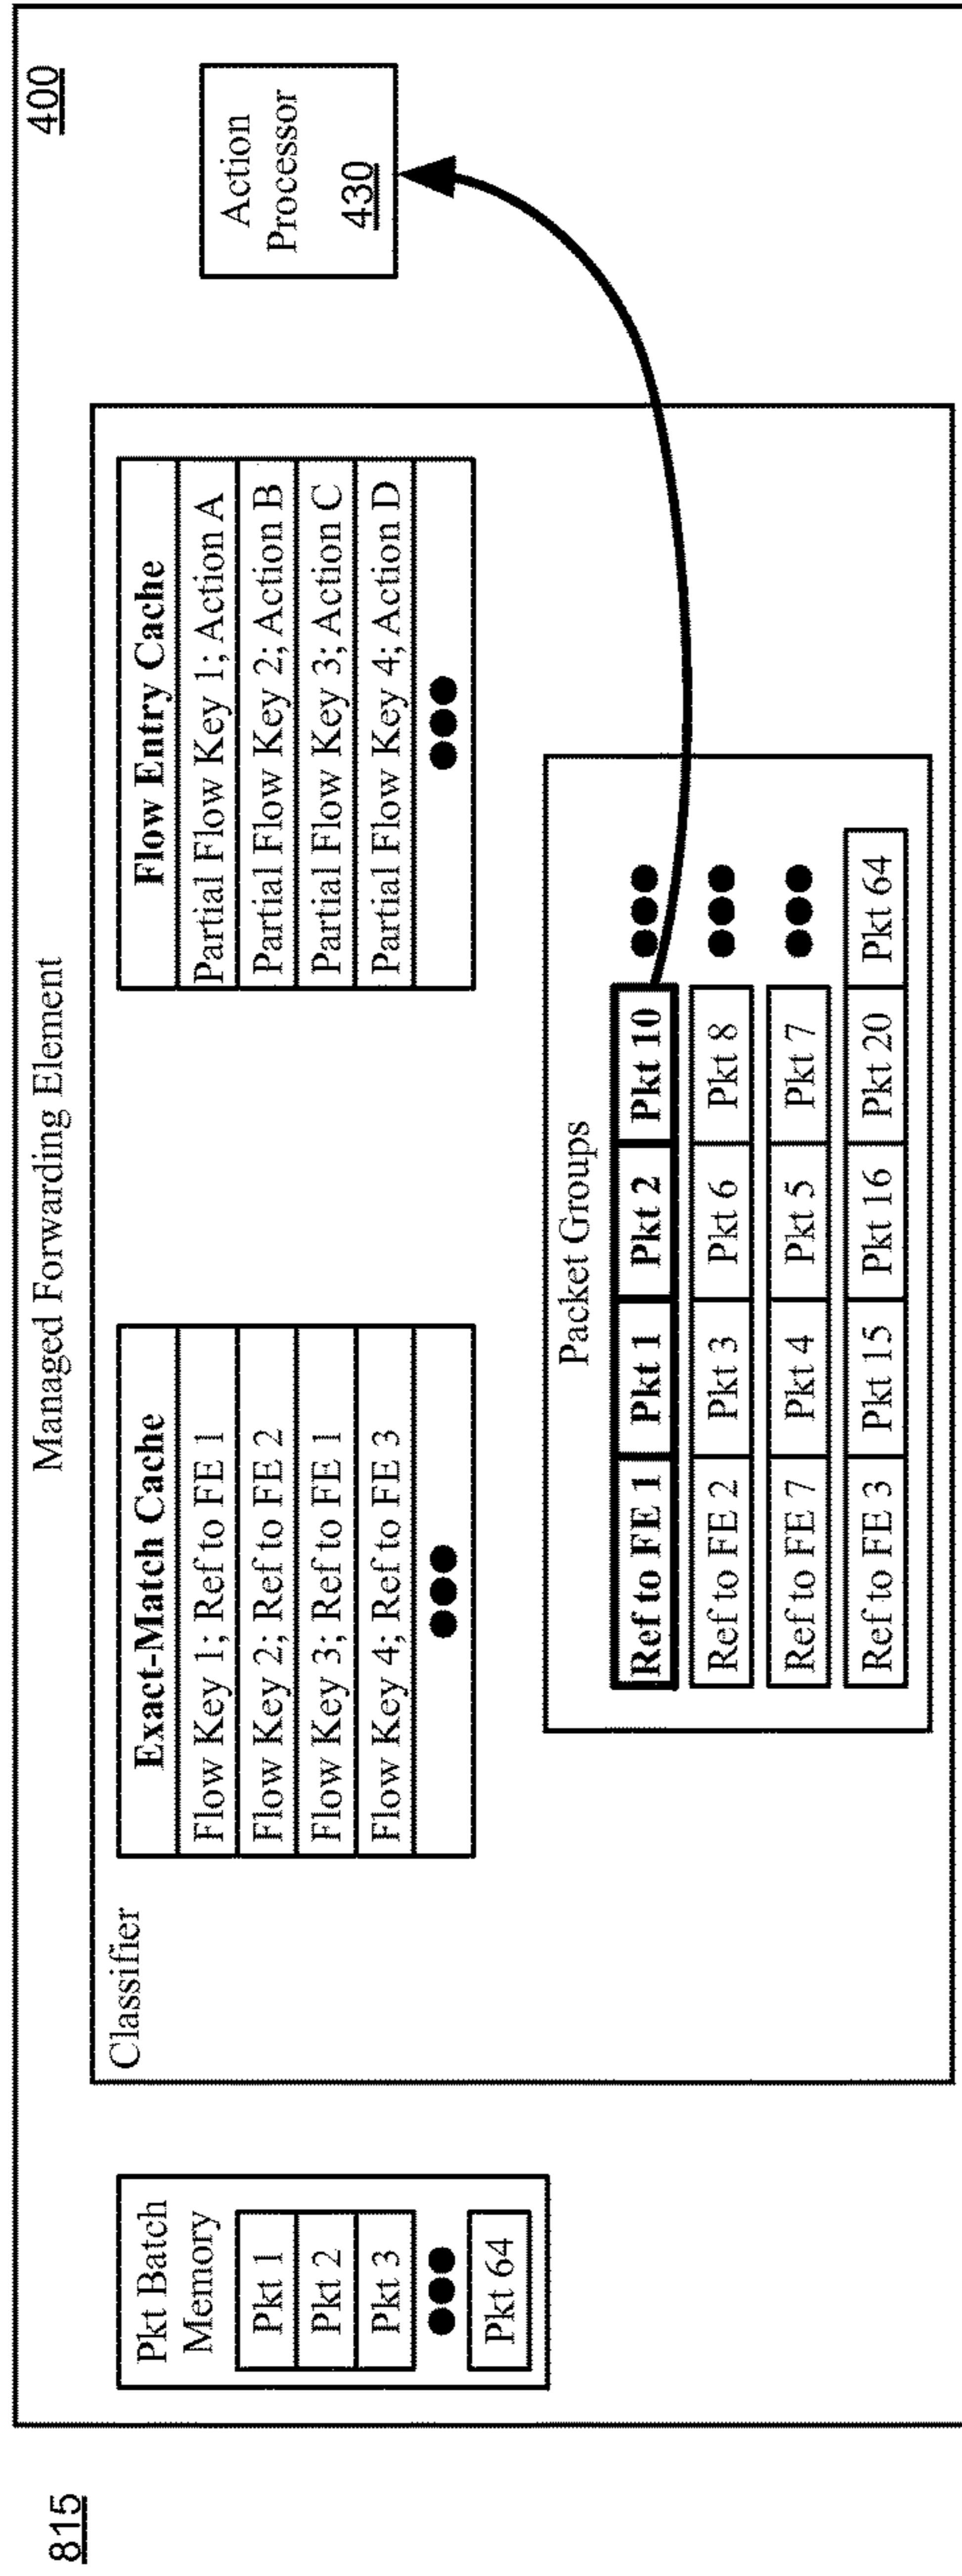 815
Managed Forwarding Element
400
Pkt Batch
Memory
Pkt 1
Pkt 2
Pkt 3
Pkt 64
Classifier
Exact-Match Cache
Flow Key 1; Ref to FE 1
Flow Key 2; Ref to FE 2
Flow Key 3; Ref to FE 1
Flow Key 4; Ref to FE 3
Flow Entry Cache
Partial Flow Key 1; Action A
Partial Flow Key 2; Action B
Partial Flow Key 3; Action C
Partial Flow Key 4; Action D
Action
Processor
430
Packet Groups
Ref to FE 1 Pkt 1 Pkt 2 Pkt 10
Ref to FE 2 Pkt 3 Pkt 6 Pkt 8
Ref to FE 7 Pkt 4 Pkt 5 Pkt 7
Ref to FE 3 Pkt 15 Pkt 16 Pkt 20 Pkt 64